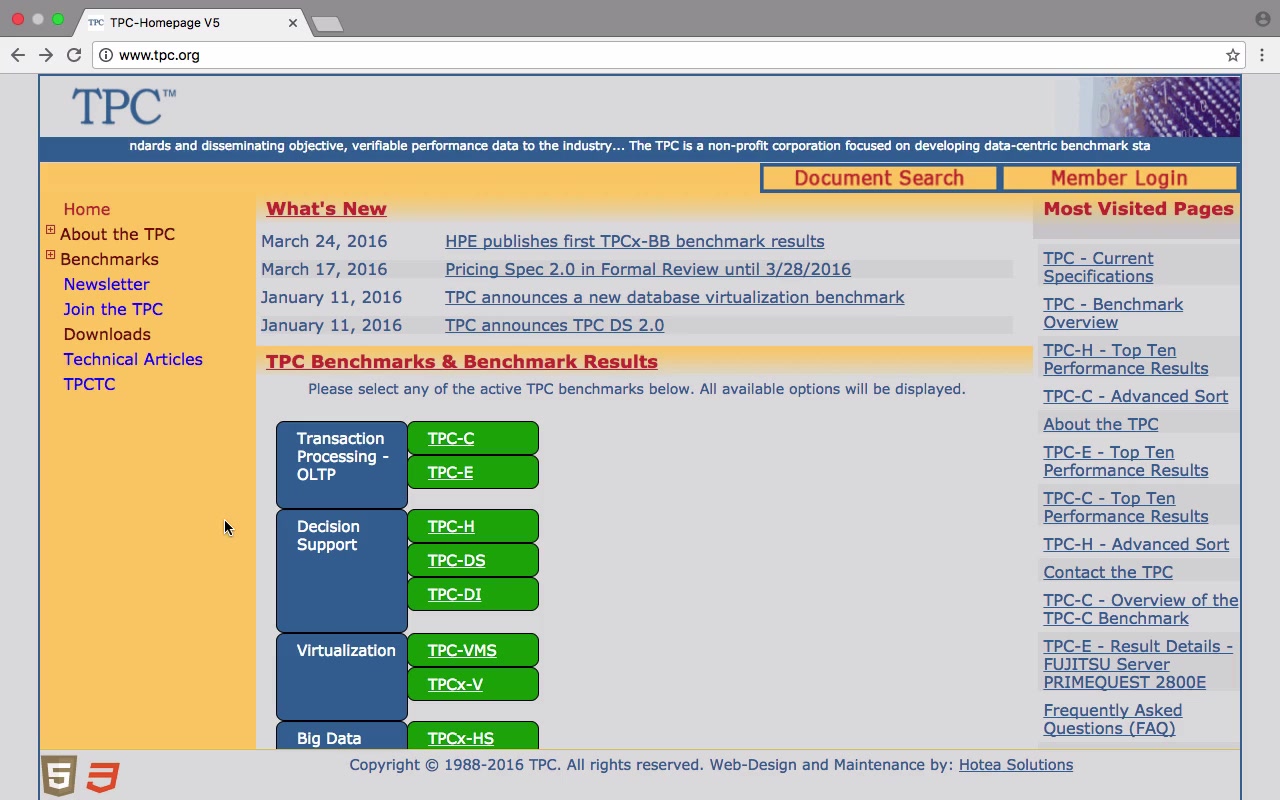 TPC TPC-Homepage V5
www.tpc.org
TPC™
ndards and disseminating objective, verifiable performance data to the industry... The TPC is a non-profit corporation focused on developing data-centric benchmark sta
Document Search
Member Login
Home
About the TPC
Benchmarks
Newsletter
Join the TPC
Downloads
Technical Articles
TPCTC
What's New
March 24, 2016 HPE publishes first TPCx-BB benchmark results
March 17, 2016 Pricing Spec 2.0 in Formal Review until 3/28/2016
January 11, 2016 TPC announces a new database virtualization benchmark
January 11, 2016 TPC announces TPC DS 2.0
TPC Benchmarks & Benchmark Results
Please select any of the active TPC benchmarks below. All available options will be displayed.
Transaction
Processing -
OLTP
TPC-C
TPC-E
Decision
Support
TPC-H
TPC-DS
TPC-DI
Virtualization
TPC-VMS
TPCx-V
Big Data
TPCx-HS
Most Visited Pages
TPC - Current
Specifications
TPC - Benchmark
Overview
TPC-H - Top Ten
Performance Results
TPC-C - Advanced Sort
About the TPC
TPC-E - Top Ten
Performance Results
TPC-C - Top Ten
Performance Results
TPC-H - Advanced Sort
Contact the TPC
TPC-C - Overview of the
TPC-C Benchmark
TPC-E - Result Details -
FUJITSU Server
PRIMEQUEST 2800E
Frequently Asked
Questions (FAQ)
5 3
Copyright © 1988-2016 TPC. All rights reserved. Web-Design and Maintenance by: Hotea Solutions